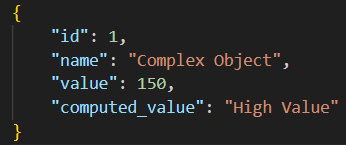 {
    "id": 1,
    "name": "Complex Object",
    "value": 150,
    "computed_value": "High Value"
}